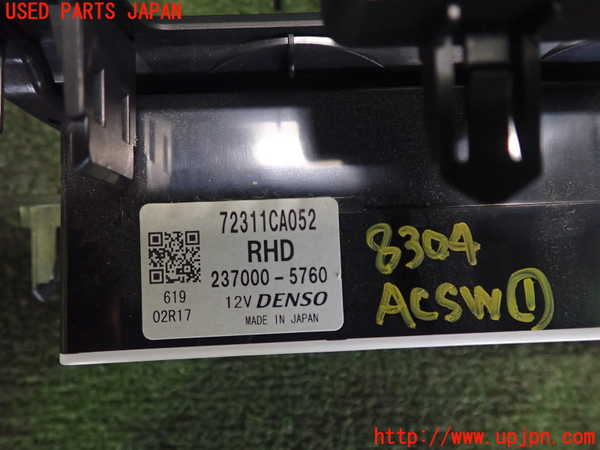 USED PARTS JAPAN
72311CA052
RHD
237000-5760
619
12V DENSO
02R17
MADE IN JAPAN
8304
ACSW①
http://www.upjpn.com/